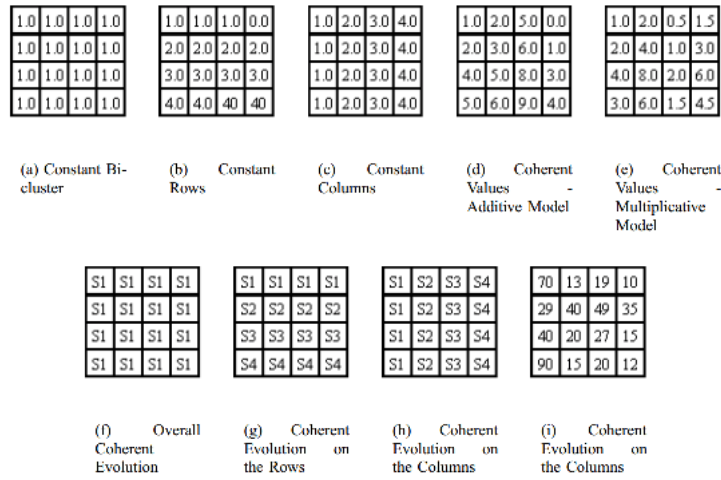 1.0 1.0 1.0 1.0
1.0 1.0 1.0 1.0
1.0 1.0 1.0 1.0
1.0 1.0 1.0 1.0
(a) Constant Bi-
cluster
1.0 1.0 1.0 0.0
2.0 2.0 2.0 2.0
3.0 3.0 3.0 3.0
4.0 4.0 40 40
(b) Constant
Rows
1.0 2.0 3.0 4.0
1.0 2.0 3.0 4.0
1.0 2.0 3.0 4.0
1.0 2.0 3.0 4.0
(c) Constant
Columns
1.0 2.0 5.0 0.0
2.0 3.0 6.0 1.0
4.0 5.0 8.0 3.0
5.0 6.0 9.0 4.0
(d) Coherent
Values -
Additive Model
1.0 2.0 0.5 1.5
2.0 4.0 1.0 3.0
4.0 8.0 2.0 6.0
3.0 6.0 1.5 4.5
(e) Coherent
Values -
Multiplicative
Model
S1 S1 S1 S1
S1 S1 S1 S1
S1 S1 S1 S1
S1 S1 S1 S1
(f) Overall
Coherent
Evolution
S1 S1 S1 S1
S2 S2 S2 S2
S3 S3 S3 S3
S4 S4 S4 S4
(g) Coherent
Evolution on
the Rows
S1 S2 S3 S4
S1 S2 S3 S4
S1 S2 S3 S4
S1 S2 S3 S4
(h) Coherent
Evolution on
the Columns
70 13 19 10
29 40 49 35
40 20 27 15
90 15 20 12
(i) Coherent
Evolution on
the Columns